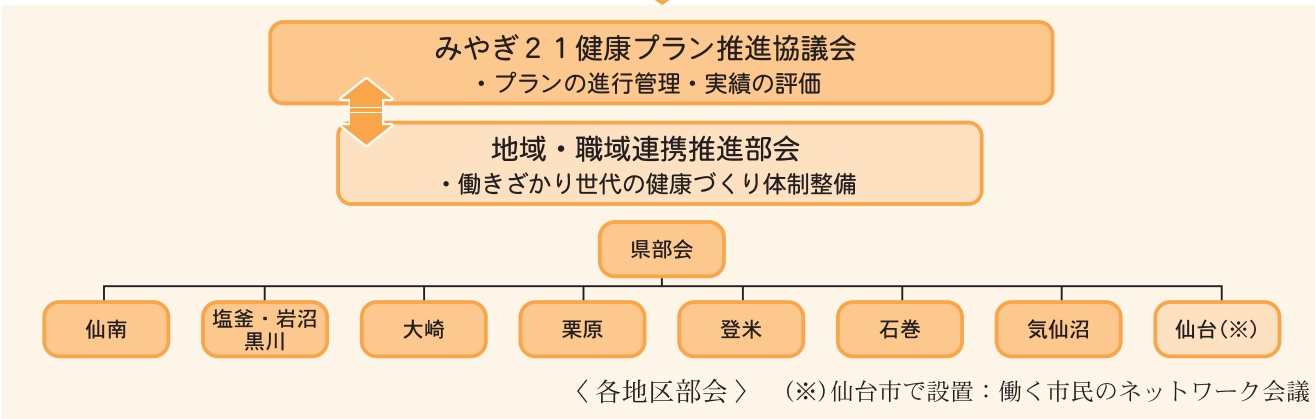 みやぎ２１健康プラン推進協議会
・プランの進行管理・実績の評価
地域・職域連携推進部会
・働きざかり世代の健康づくり体制整備
県部会
仙南
塩釜・岩沼
黒川
大崎
栗原
登米
石巻
気仙沼
仙台(※)
〈 各地区部会 〉 (※)仙台市で設置：働く市民のネットワーク会議